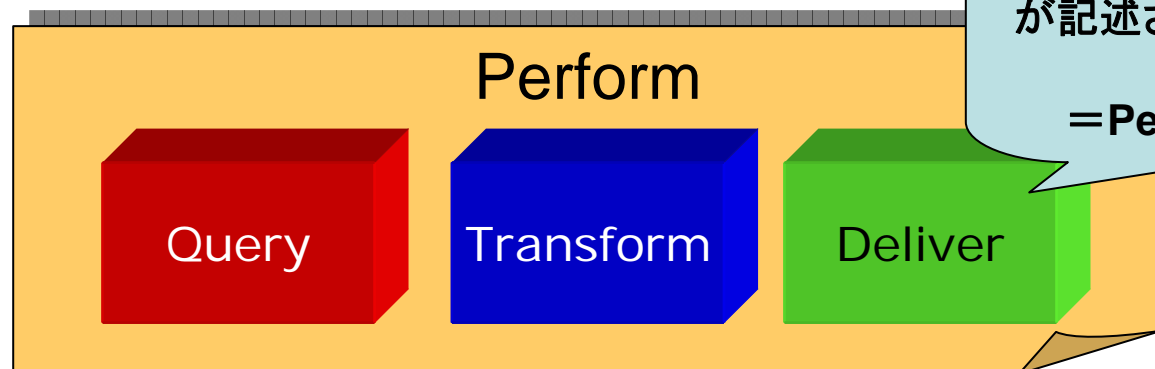 が記述さ
Perform
＝Pe
Query
Transform
Deliver